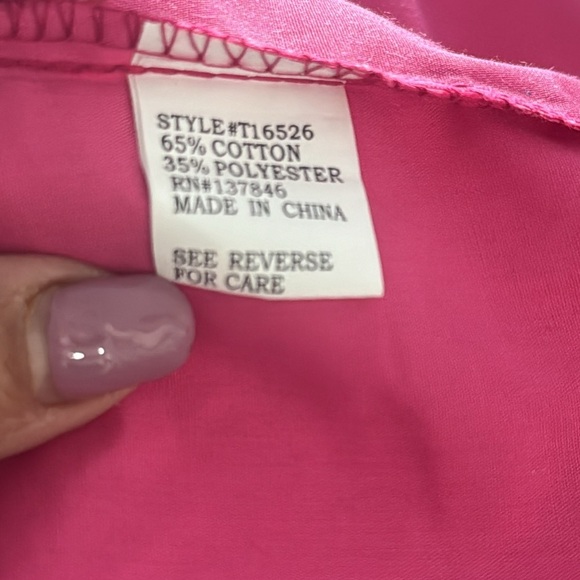 STYLE#T16526
65% COTTON
35% POLYESTER
RN#137846
MADE IN CHINA
SEE REVERSE
FOR CARE